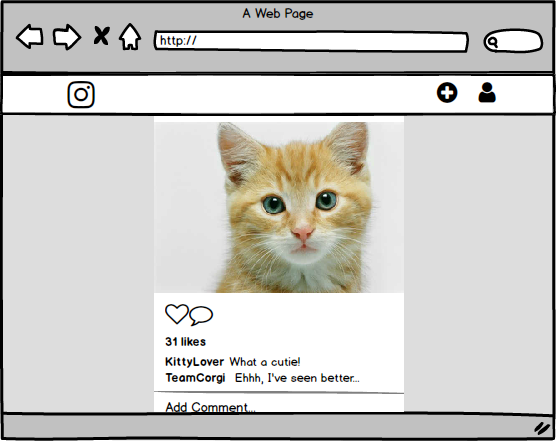 A Web Page
http://
31 likes
KittyLover What a cutie!
TeamCorgi Ehhh, I've seen better...
Add Comment...